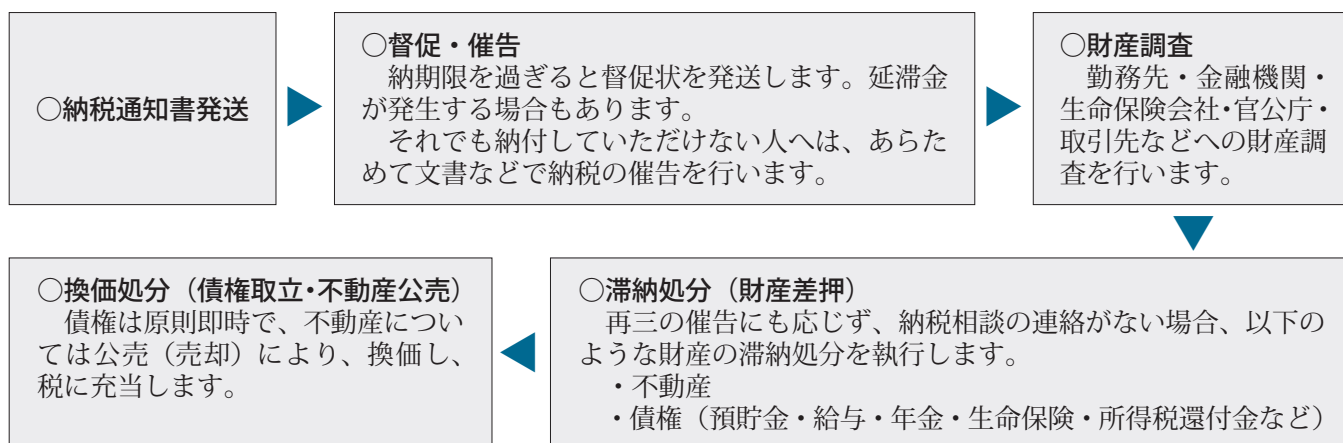 ○納税通知書発送
○督促・催告
　納期限を過ぎると督促状を発送します。延滞金
が発生する場合もあります。
　それでも納付していただけない人へは、あらた
めて文書などで納税の催告を行います。
○財産調査
　勤務先・金融機関・
生命保険会社・官公庁・
取引先などへの財産調
査を行います。
○滞納処分（財産差押）
　再三の催告にも応じず、納税相談の連絡がない場合、以下の
ような財産の滞納処分を執行します。
・不動産
・債権（預貯金・給与・年金・生命保険・所得税還付金など）
○換価処分（債権取立・不動産公売）
　債権は原則即時で、不動産につい
ては公売（売却）により、換価し、
税に充当します。